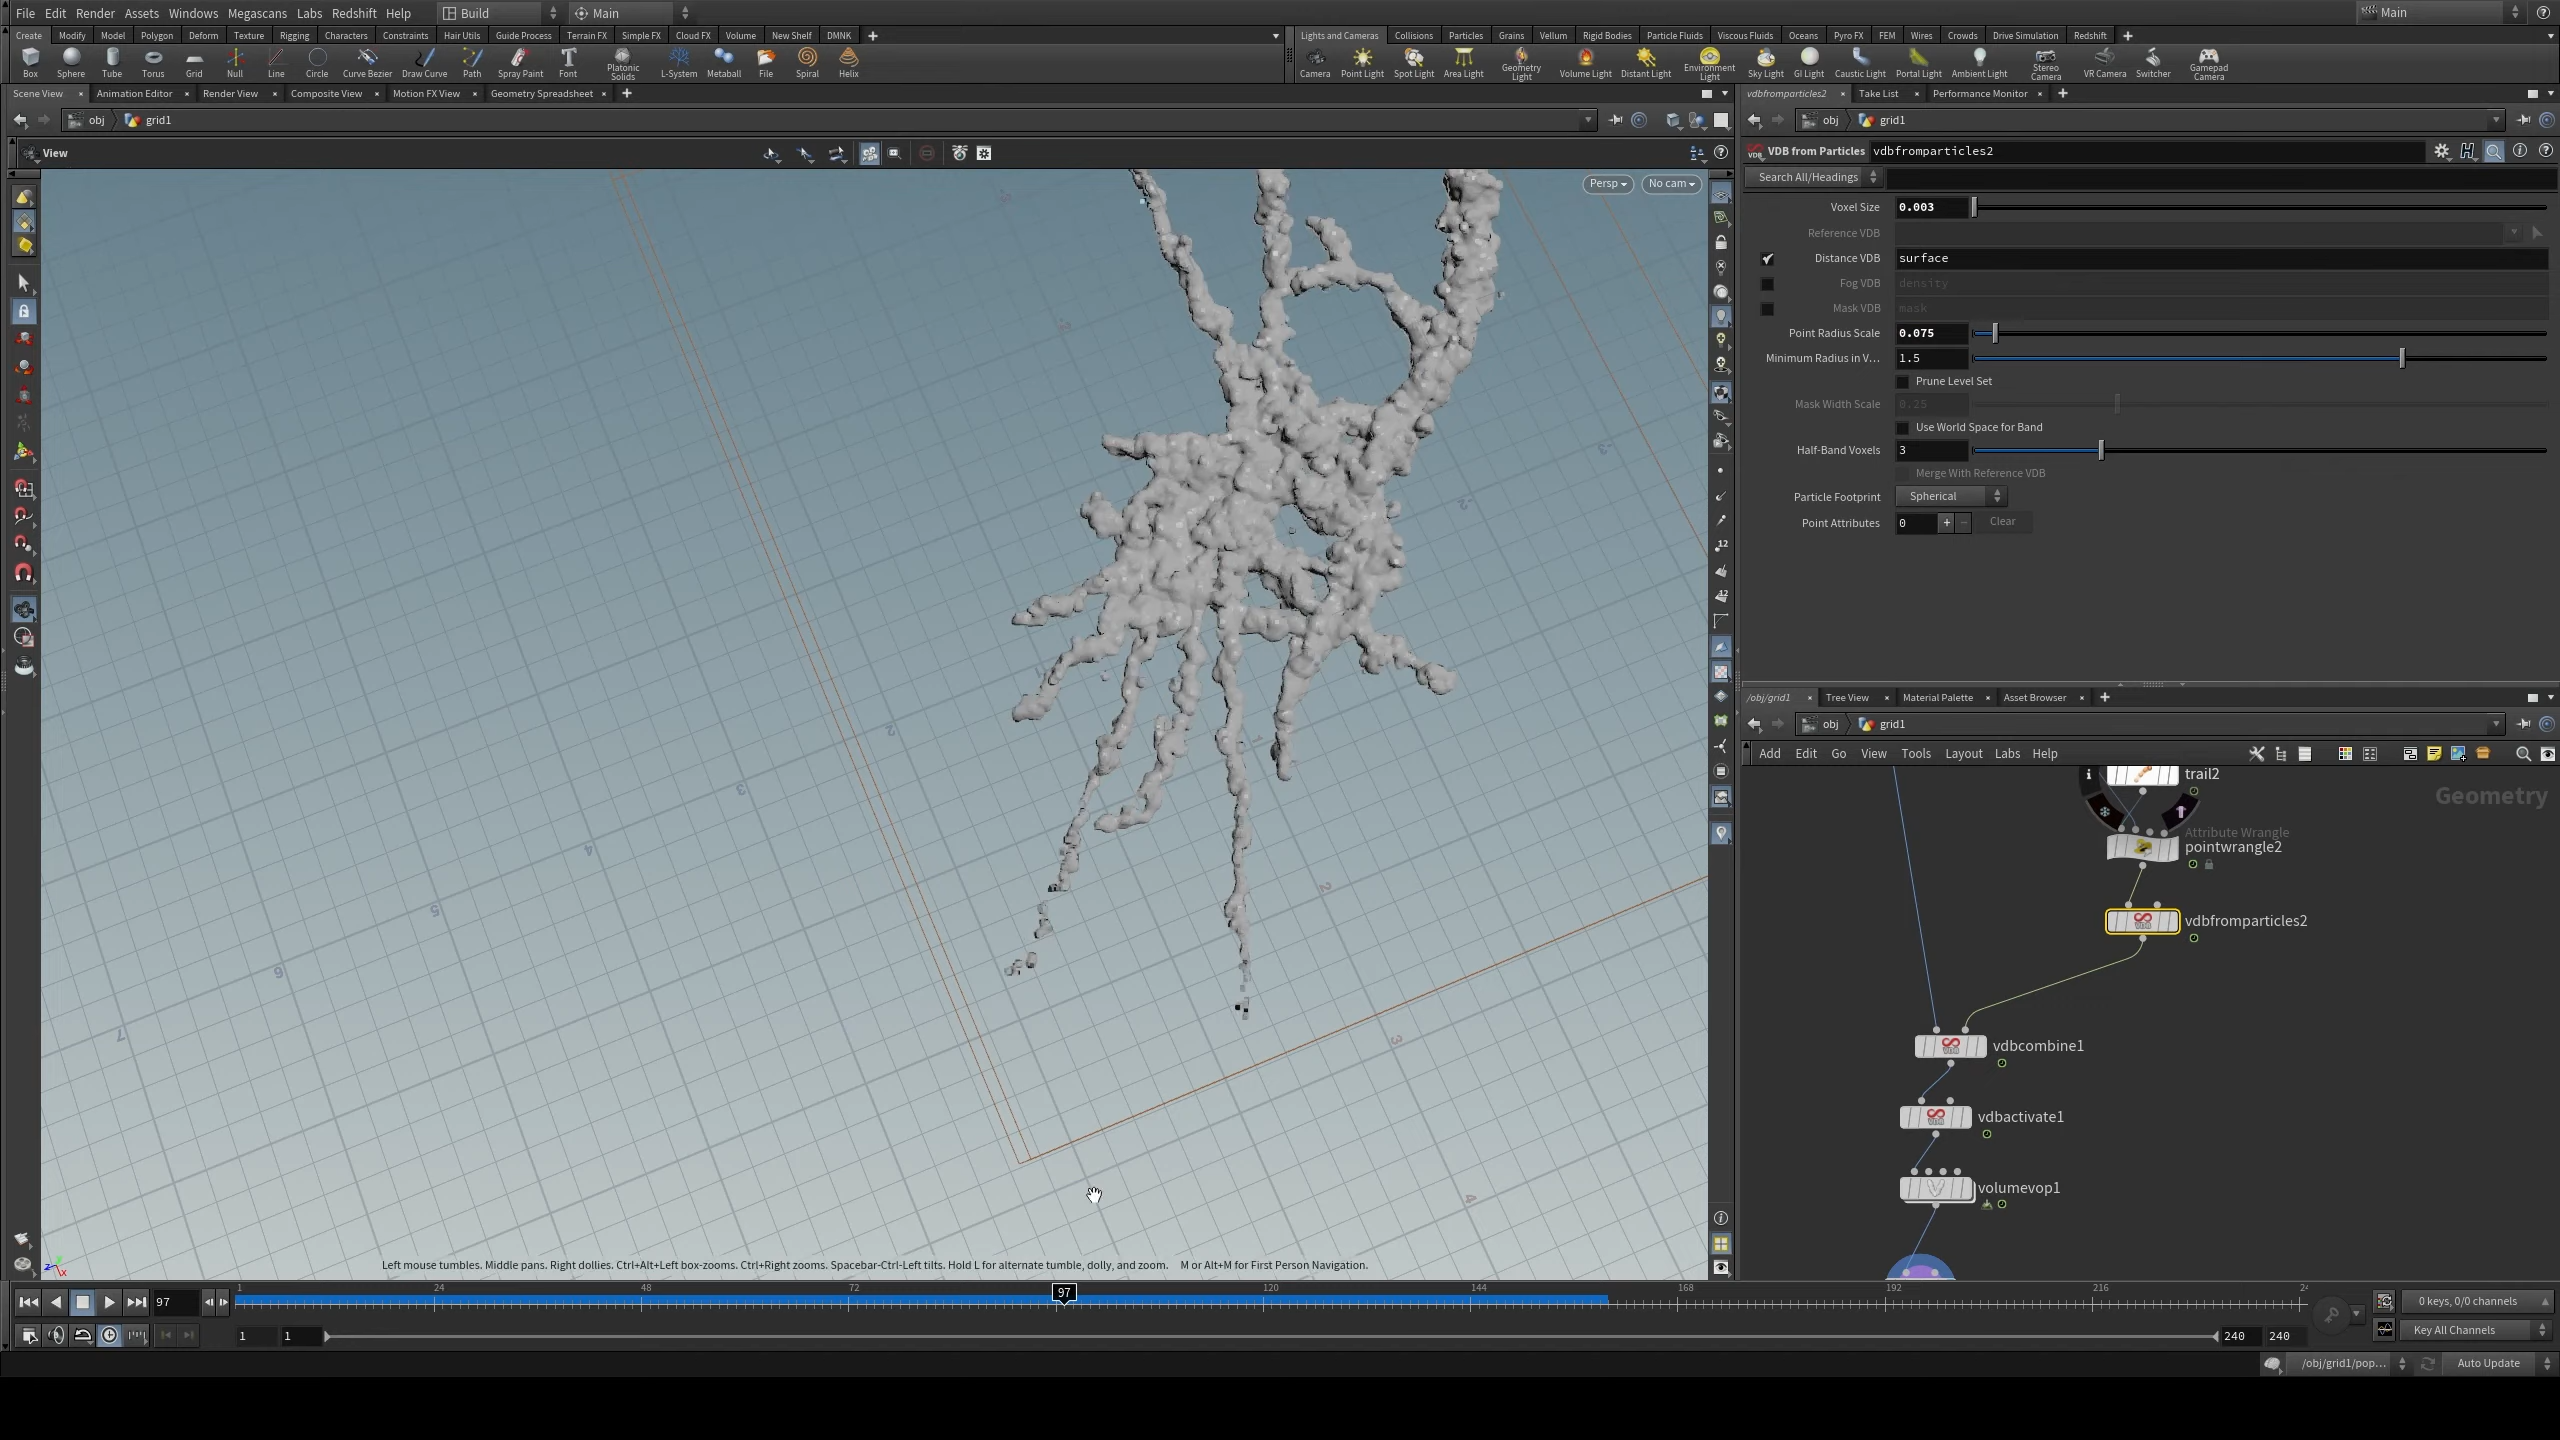 File Edit Render Assets Windows Megascans Labs Redshift Help Build Main Main
Create Modify Model Polygon Deform Texture Rigging Characters Constraints Hair Utils Guide Process Terrain FX Simple FX Cloud FX Volume New Shelf DMNK
Lights and Cameras Collisions Particles Grains Vellum Rigid Bodies Particle Fluids Viscous Fluids Oceans Pyro FX FEM Wires Crowds Drive Simulation Redshift
Box Sphere Tube Torus Grid Null Line Circle Curve Bezier Draw Curve Path Spray Paint Font Platonic Solids L-System Metaball File Spiral Helix
Camera Point Light Spot Light Area Light Geometry Light Volume Light Distant Light Environment Light Sky Light GI Light Caustic Light Portal Light Ambient Light Stereo Camera VR Camera Switcher Gamepad Camera
Scene View Animation Editor Render View Composite View Motion FX View Geometry Spreadsheet
vdbfromparticles2 Take List Performance Monitor
obj grid1
obj grid1
View
VDB from Particles vdbfromparticles2
Search All/Headings
Persp No cam
Voxel Size 0.003
Reference VDB
Distance VDB surface
Fog VDB density
Mask VDB mask
Point Radius Scale 0.075
Minimum Radius in V... 1.5
Prune Level Set
Mask Width Scale 0.25
Use World Space for Band
Half-Band Voxels 3
Merge With Reference VDB
Particle Footprint Spherical
Point Attributes 0 + − Clear
/obj/grid1 Tree View Material Palette Asset Browser
obj grid1
Add Edit Go View Tools Layout Labs Help
Geometry
trail2
Attribute Wrangle
pointwrangle2
vdbfromparticles2
vdbcombine1
vdbactivate1
volumevop1
2
3
4
5
6
7
1
2
3
4
Left mouse tumbles. Middle pans. Right dollies. Ctrl+Alt+Left box-zooms. Ctrl+Right zooms. Spacebar-Ctrl-Left tilts. Hold L for alternate tumble, dolly, and zoom. M or Alt+M for First Person Navigation.
97 1 24 48 72 97 120 144 168 192 216
0 keys, 0/0 channels
1 1 240 240
Key All Channels
/obj/grid1/pop... Auto Update